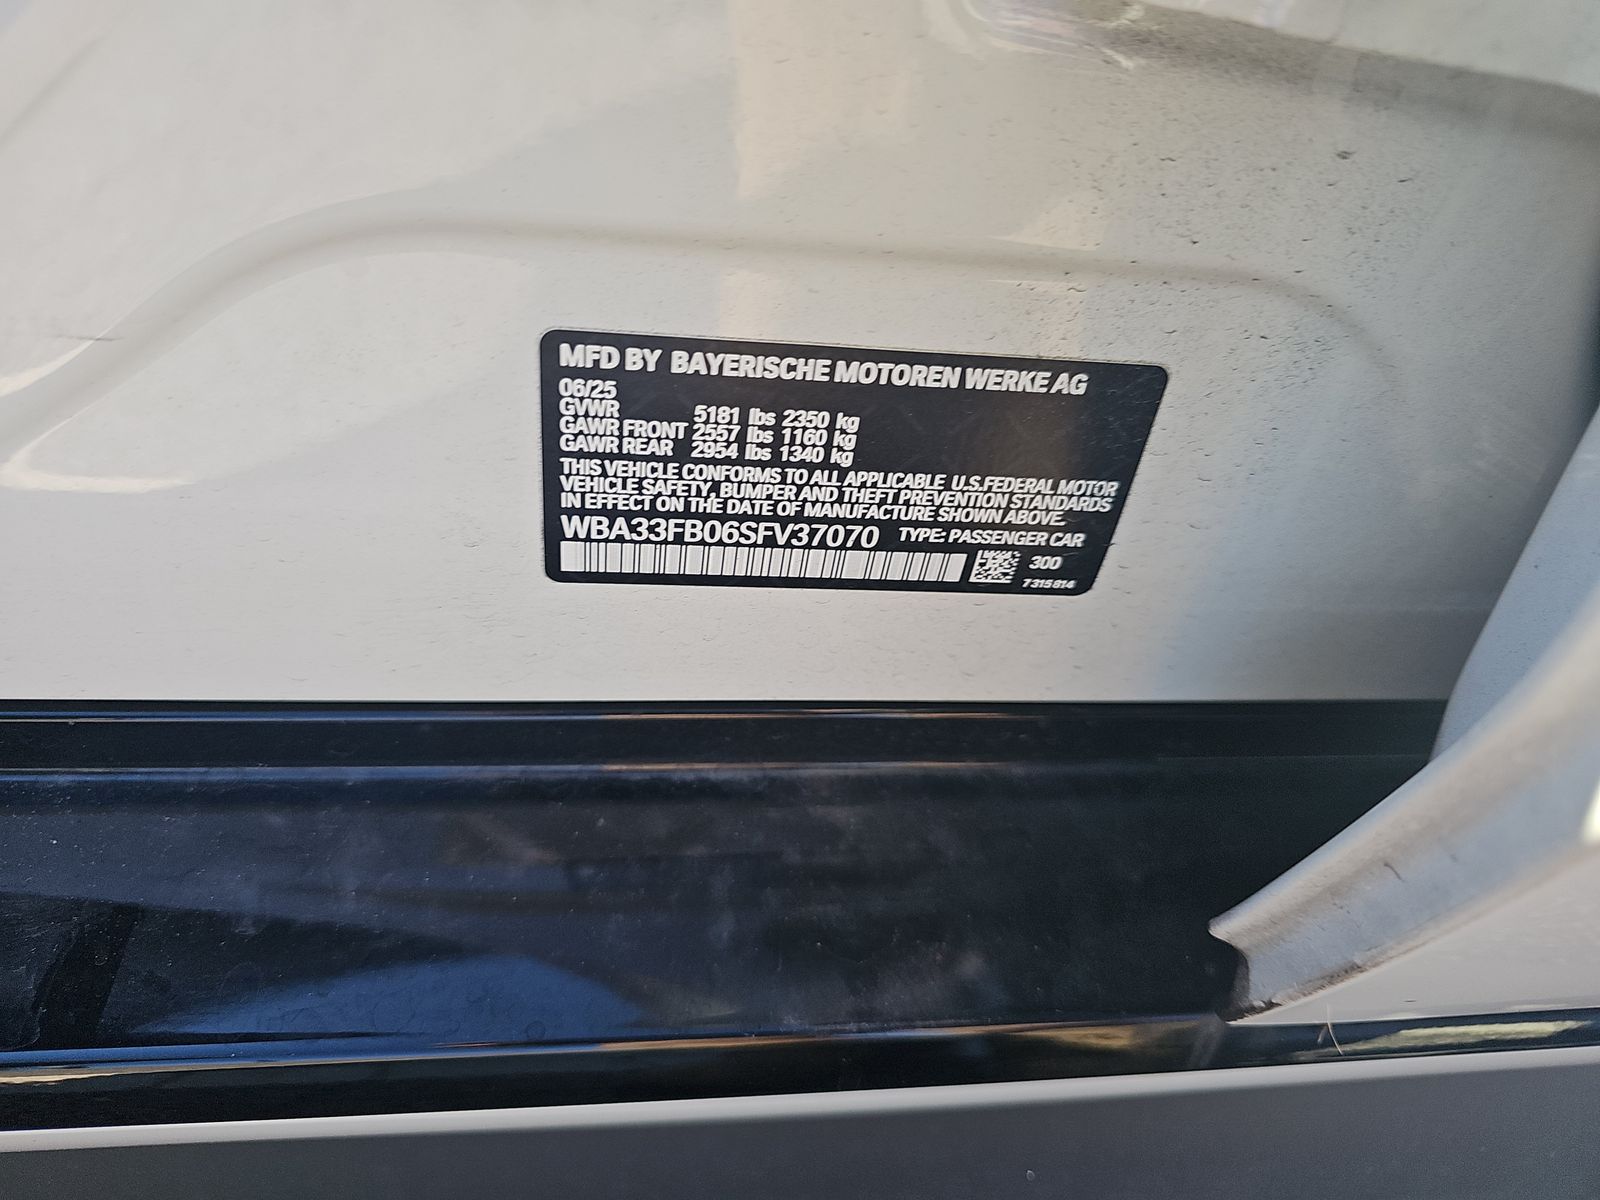 MFD BY BAYERISCHE MOTOREN WERKE AG
06/25
GVWR 5181 lbs 2350 kg
GAWR FRONT 2557 lbs 1160 kg
GAWR REAR 2954 lbs 1340 kg
THIS VEHICLE CONFORMS TO ALL APPLICABLE U.S.FEDERAL MOTOR
VEHICLE SAFETY, BUMPER AND THEFT PREVENTION STANDARDS
IN EFFECT ON THE DATE OF MANUFACTURE SHOWN ABOVE.
WBA33FB06SFV37070 TYPE: PASSENGER CAR
300
7315814